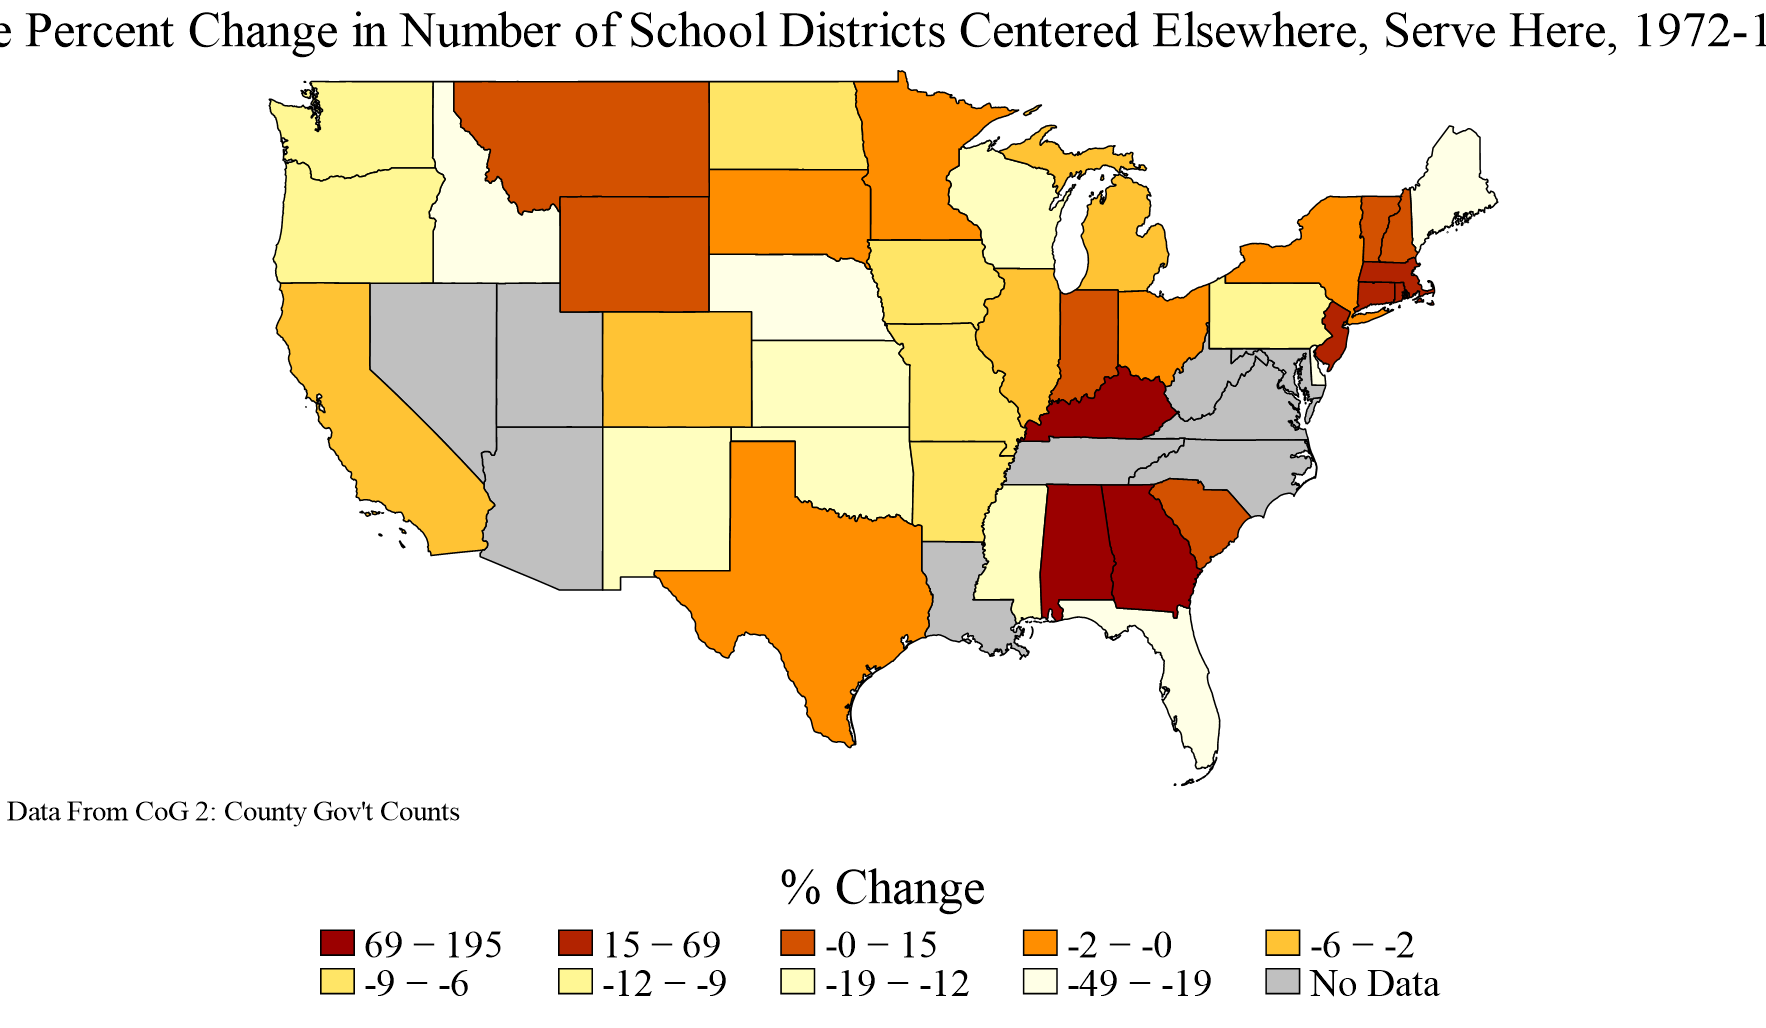 e Percent Change in Number of School Districts Centered Elsewhere, Serve Here, 1972-1
Data From CoG 2: County Gov't Counts
% Change
69 – 195 15 – 69 -0 – 15 -2 – -0 -6 – -2
-9 – -6 -12 – -9 -19 – -12 -49 – -19 No Data